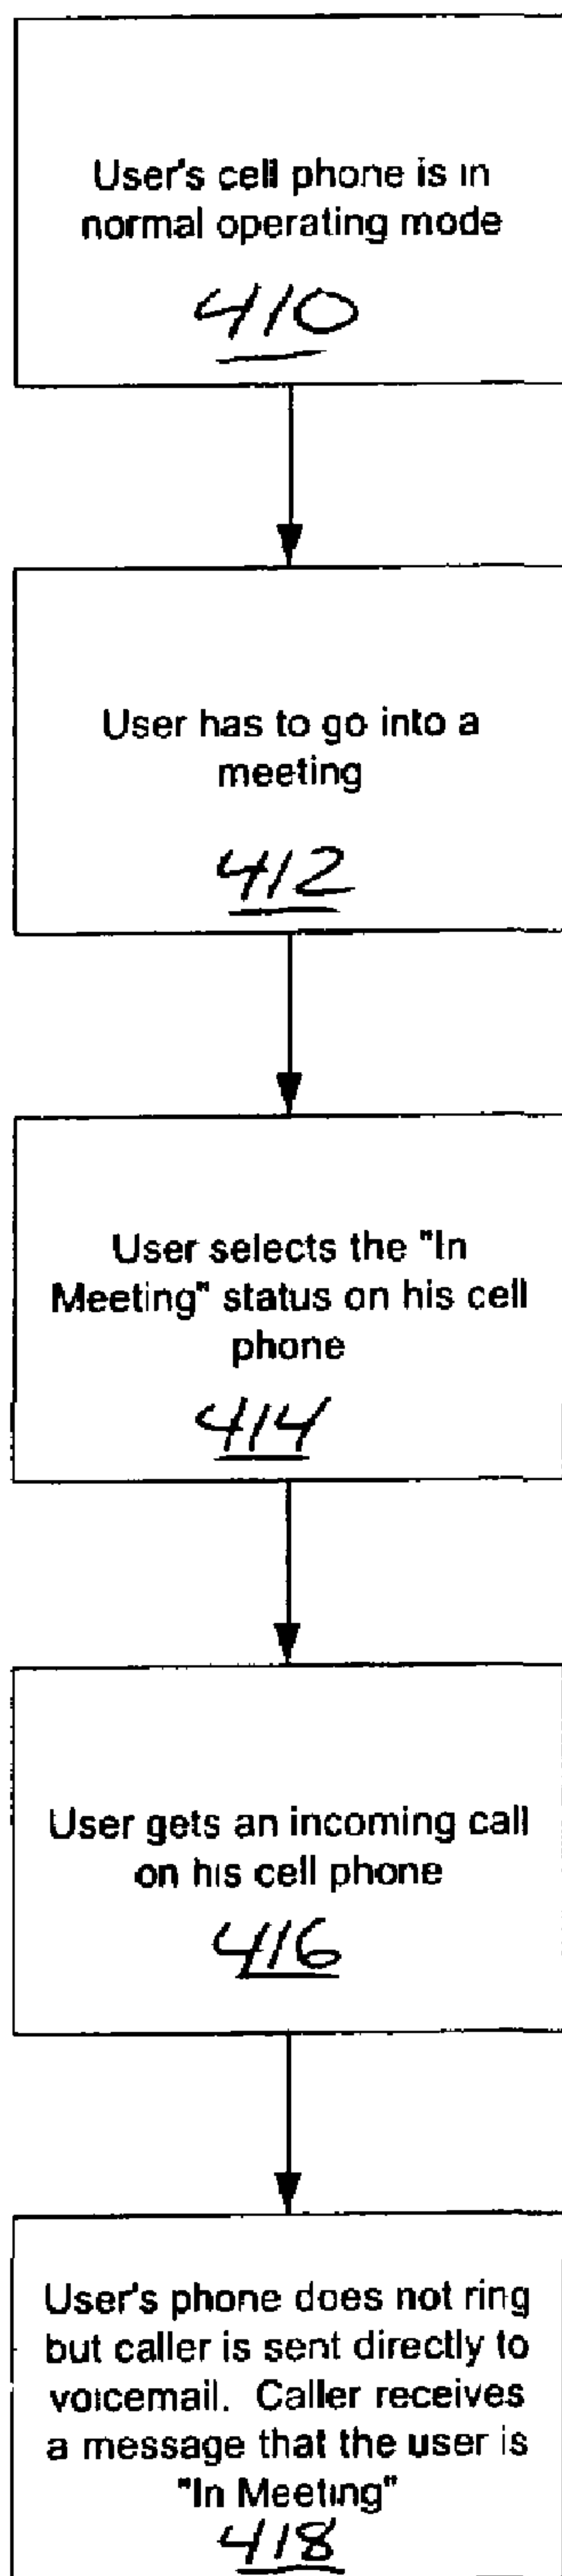 User's cell phone is in
normal operating mode
410
User has to go into a
meeting
412
User selects the "In
Meeting" status on his cell
phone
414
User gets an incoming call
on his cell phone
416
User's phone does not ring
but caller is sent directly to
voicemail. Caller receives
a message that the user is
"In Meeting"
418